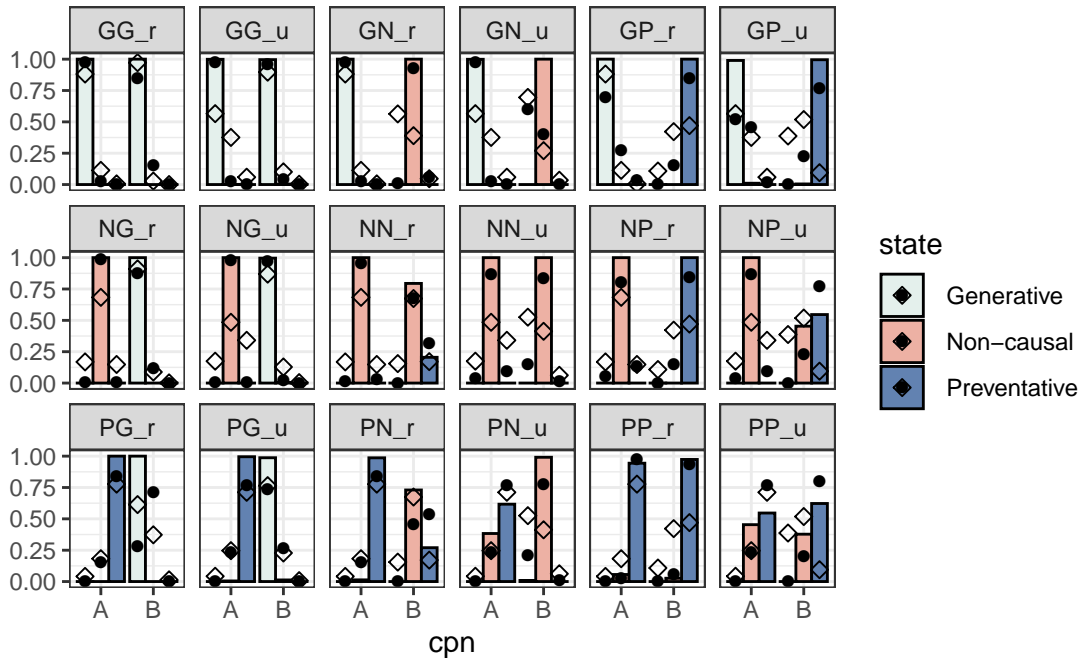 GG_r GG_u GN_r GN_u GP_r GP_u
1.00
0.75
0.50
0.25
0.00
NG_r NG_u NN_r NN_u NP_r NP_u
1.00
0.75
0.50
0.25
0.00
PG_r PG_u PN_r PN_u PP_r PP_u
1.00
0.75
0.50
0.25
0.00
A B A B A B A B A B A B
cpn
state
Generative
Non−causal
Preventative